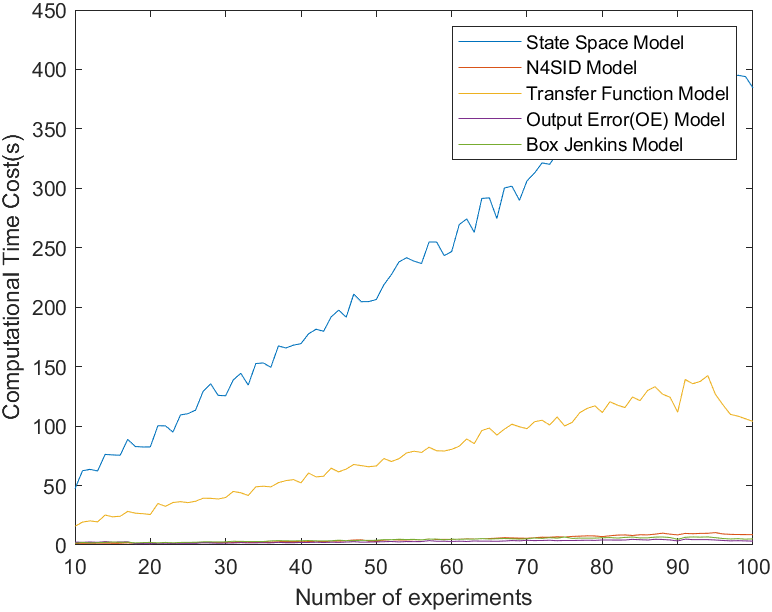 450
400
350
300
250
200
150
100
50
0
Computational Time Cost(s)
State Space Model
N4SID Model
Transfer Function Model
Output Error(OE) Model
Box Jenkins Model
10 20 30 40 50 60 70 80 90 100
Number of experiments